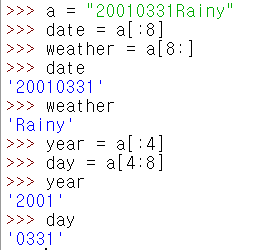 >>> a = "20010331Rainy"
>>> date = a[:8]
>>> weather = a[8:]
>>> date
'20010331'
>>> weather
'Rainy'
>>> year = a[:4]
>>> day = a[4:8]
>>> year
'2001'
>>> day
'0331'